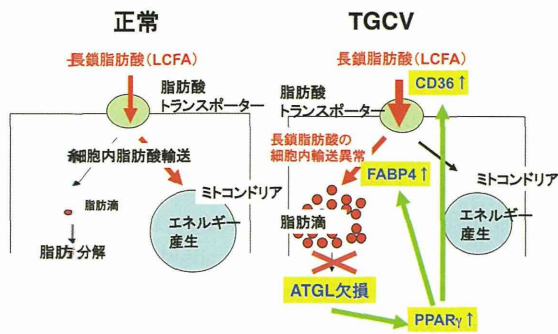 正常
長鎖脂肪酸(LCFA)
脂肪酸
トランスポーター
細胞内脂肪酸輸送
脂肪滴
脂肪分解
ミトコンドリア
エネルギー
産生
TGCV
長鎖脂肪酸(LCFA)
CD36↑
脂肪酸
トランスポーター
長鎖脂肪酸の
細胞内輸送異常
FABP4↑
ミトコンドリア
脂肪滴
エネルギー
産生
ATGL欠損
PPARγ↑